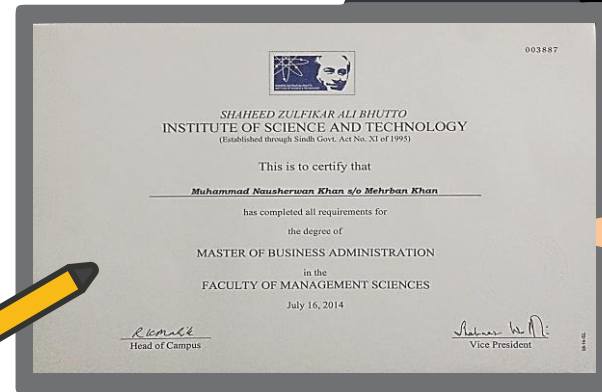 003887
SHAHEED ZULFIKAR ALI BHUTTO
INSTITUTE OF SCIENCE AND TECHNOLOGY
(Established through Sindh Govt. Act No. XI of 1995)
This is to certify that
Muhammad Nausherwan Khan s/o Mehrban Khan
has completed all requirements for
the degree of
MASTER OF BUSINESS ADMINISTRATION
in the
FACULTY OF MANAGEMENT SCIENCES
July 16, 2014
Head of Campus
Vice President